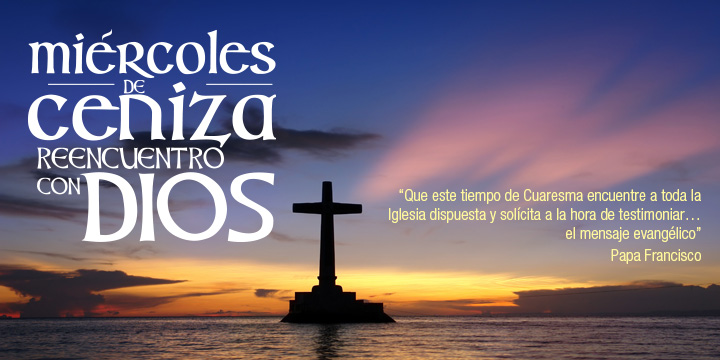 miércoles
DE
ceniza
REENCUENTRO
CON DIOS
“Que este tiempo de Cuaresma encuentre a toda la
Iglesia dispuesta y solícita a la hora de testimoniar…
el mensaje evangélico”
Papa Francisco